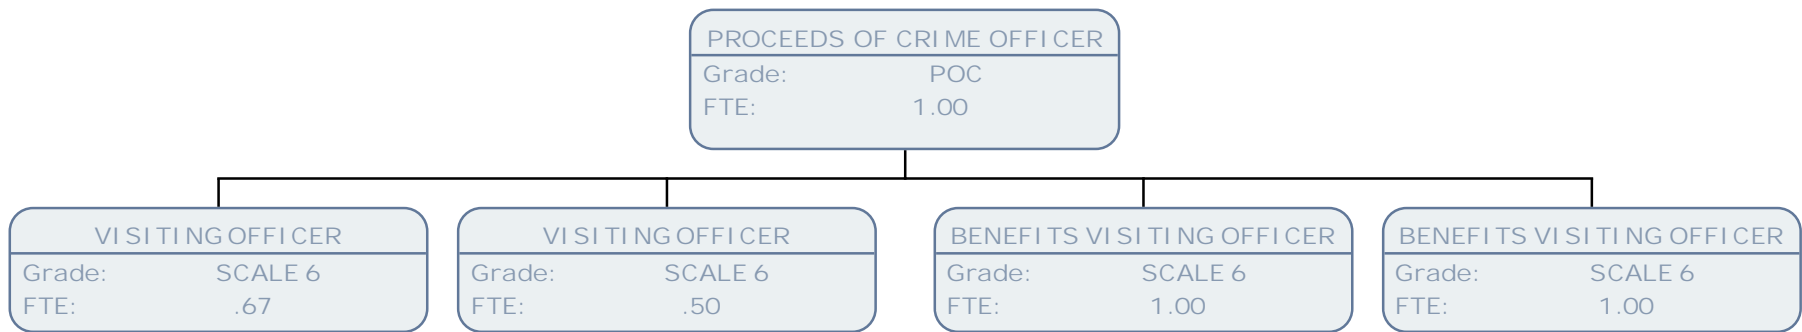 PROCEEDS OF CRIME OFFICER
Grade: POC
FTE: 1.00
VISITING OFFICER
Grade: SCALE 6
FTE: .67
VISITING OFFICER
Grade: SCALE 6
FTE: .50
BENEFITS VISITING OFFICER
Grade: SCALE 6
FTE: 1.00
BENEFITS VISITING OFFICER
Grade: SCALE 6
FTE: 1.00